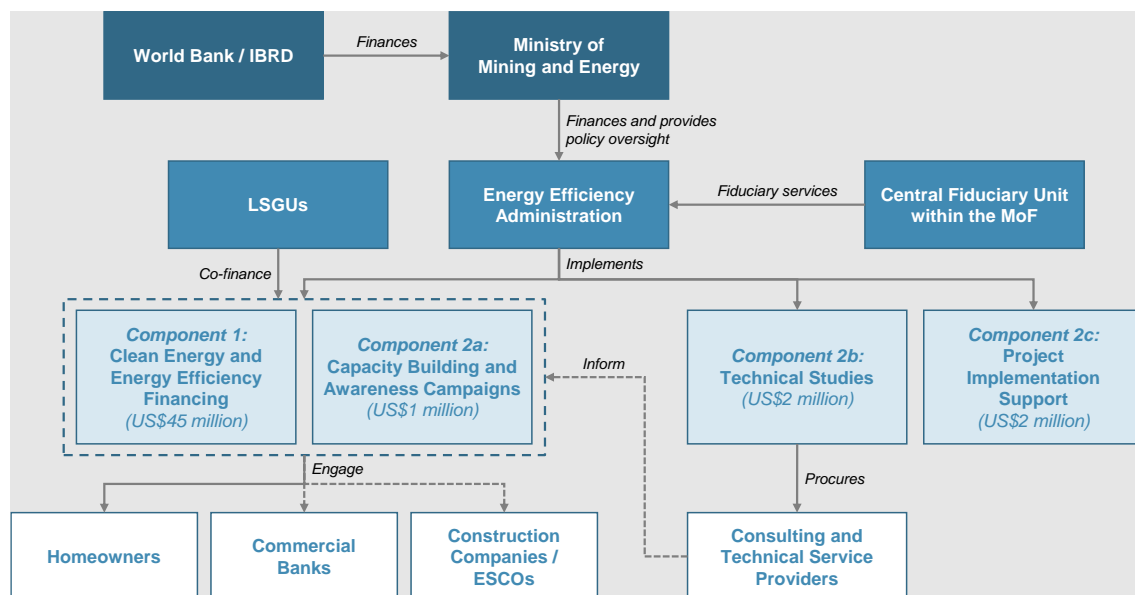 World Bank / IBRD
Finances
Ministry of
Mining and Energy
Finances and provides
policy oversight
LSGUs
Energy Efficiency
Administration
Fiduciary services
Central Fiduciary Unit
within the MoF
Co-finance
Implements
Component 1:
Clean Energy and
Energy Efficiency
Financing
(US$45 million)
Component 2a:
Capacity Building and
Awareness Campaigns
(US$1 million)
Inform
Component 2b:
Technical Studies
(US$2 million)
Component 2c:
Project
Implementation
Support
(US$2 million)
Engage
Procures
Homeowners
Commercial
Banks
Construction
Companies /
ESCOs
Consulting and
Technical Service
Providers